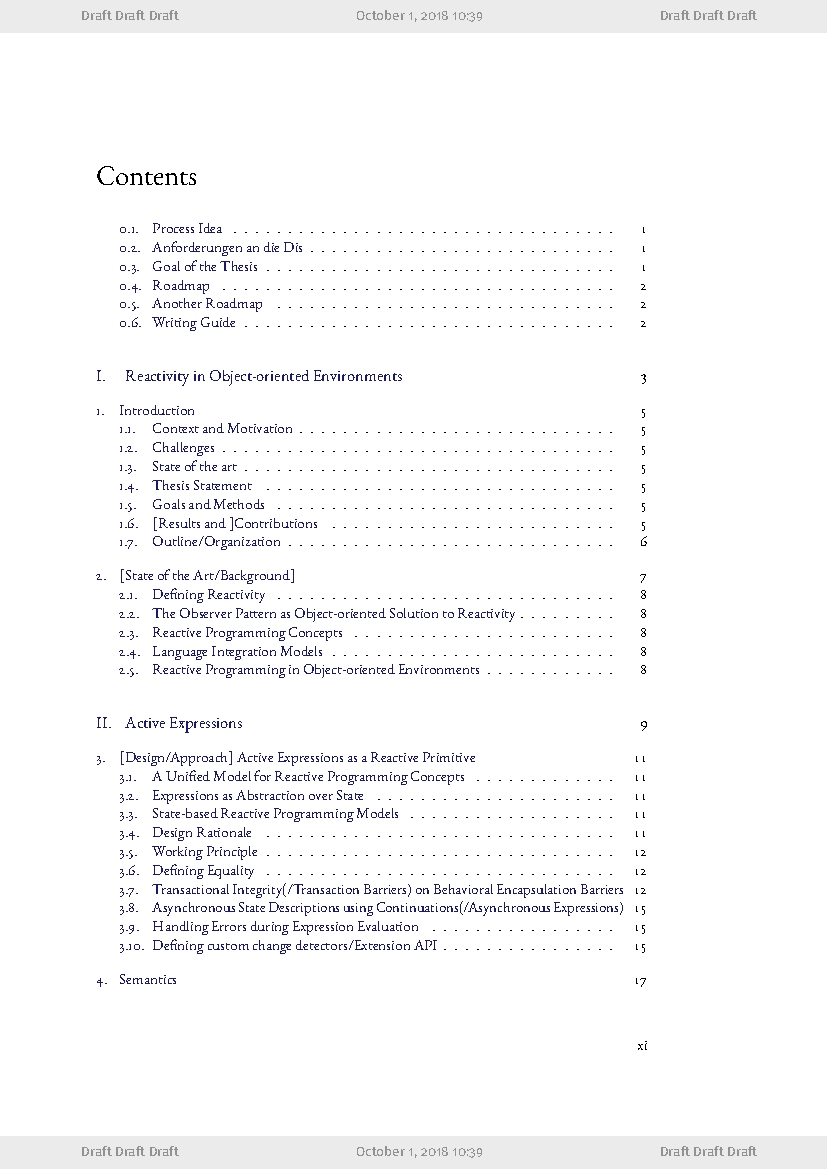 Draft Draft Draft October 1, 2018 10:39 Draft Draft Draft
Contents
0.1. Process Idea . . . . . . . . . . . . . . . . . . . . . . . . . . . . . . . . . . . 1
0.2. Anforderungen an die Dis . . . . . . . . . . . . . . . . . . . . . . . . . . . . 1
0.3. Goal of the Thesis . . . . . . . . . . . . . . . . . . . . . . . . . . . . . . . . 1
0.4. Roadmap . . . . . . . . . . . . . . . . . . . . . . . . . . . . . . . . . . . . 2
0.5. Another Roadmap . . . . . . . . . . . . . . . . . . . . . . . . . . . . . . . 2
0.6. Writing Guide . . . . . . . . . . . . . . . . . . . . . . . . . . . . . . . . . . 2
I. Reactivity in Object-oriented Environments 3
1. Introduction 5
1.1. Context and Motivation . . . . . . . . . . . . . . . . . . . . . . . . . . . . . 5
1.2. Challenges . . . . . . . . . . . . . . . . . . . . . . . . . . . . . . . . . . . . 5
1.3. State of the art . . . . . . . . . . . . . . . . . . . . . . . . . . . . . . . . . . 5
1.4. Thesis Statement . . . . . . . . . . . . . . . . . . . . . . . . . . . . . . . . 5
1.5. Goals and Methods . . . . . . . . . . . . . . . . . . . . . . . . . . . . . . . 5
1.6. [Results and ]Contributions . . . . . . . . . . . . . . . . . . . . . . . . . . 5
1.7. Outline/Organization . . . . . . . . . . . . . . . . . . . . . . . . . . . . . . 6
2. [State of the Art/Background] 7
2.1. Defining Reactivity . . . . . . . . . . . . . . . . . . . . . . . . . . . . . . . 8
2.2. The Observer Pattern as Object-oriented Solution to Reactivity . . . . . . . . . 8
2.3. Reactive Programming Concepts . . . . . . . . . . . . . . . . . . . . . . . . 8
2.4. Language Integration Models . . . . . . . . . . . . . . . . . . . . . . . . . . 8
2.5. Reactive Programming in Object-oriented Environments . . . . . . . . . . . . 8
II. Active Expressions 9
3. [Design/Approach] Active Expressions as a Reactive Primitive 11
3.1. A Unified Model for Reactive Programming Concepts . . . . . . . . . . . . . 11
3.2. Expressions as Abstraction over State . . . . . . . . . . . . . . . . . . . . . . 11
3.3. State-based Reactive Programming Models . . . . . . . . . . . . . . . . . . . 11
3.4. Design Rationale . . . . . . . . . . . . . . . . . . . . . . . . . . . . . . . . 11
3.5. Working Principle . . . . . . . . . . . . . . . . . . . . . . . . . . . . . . . . 12
3.6. Defining Equality . . . . . . . . . . . . . . . . . . . . . . . . . . . . . . . . 12
3.7. Transactional Integrity(/Transaction Barriers) on Behavioral Encapsulation Barriers 12
3.8. Asynchronous State Descriptions using Continuations(/Asynchronous Expressions) 15
3.9. Handling Errors during Expression Evaluation . . . . . . . . . . . . . . . . . 15
3.10. Defining custom change detectors/Extension API . . . . . . . . . . . . . . . . 15
4. Semantics 17
xi
Draft Draft Draft October 1, 2018 10:39 Draft Draft Draft